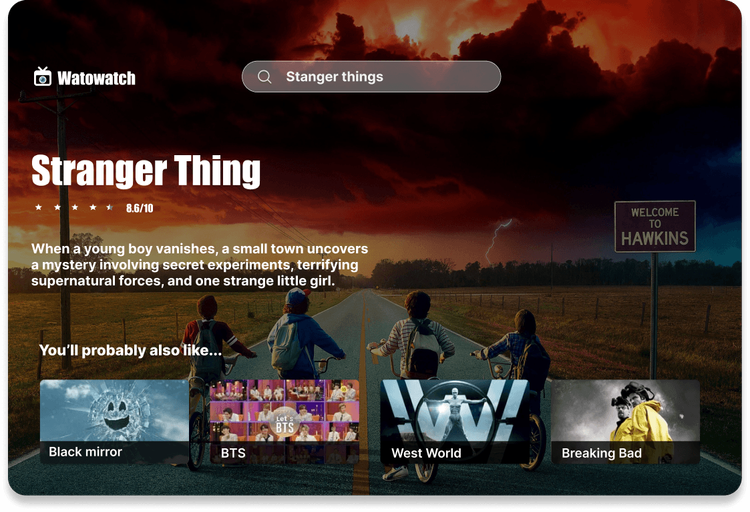 Watowatch
Stanger things
Stranger Thing
8.6/10
WELCOME
TO
HAWKINS
When a young boy vanishes, a small town uncovers
a mystery involving secret experiments, terrifying
supernatural forces, and one strange little girl.
You'll probably also like...
Let's
BTS
Black mirror
BTS
West World
Breaking Bad